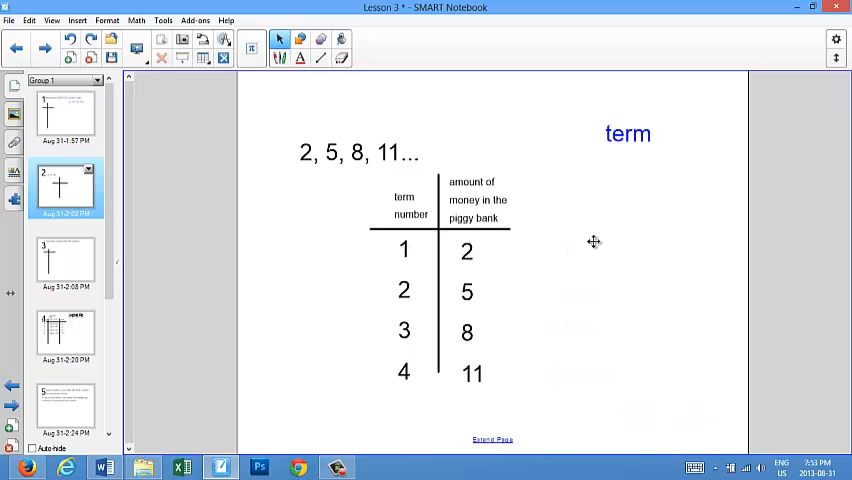 Lesson 3 * - SMART Notebook
File Edit View Insert Format Math Tools Add-ons Help
Group 1
Aug 31-1:57 PM
Aug 31-2:02 PM
Aug 31-2:08 PM
Aug 31-2:20 PM
Aug 31-2:24 PM
Auto-hide
term
2, 5, 8, 11...
term number
amount of
money in the
piggy bank
1 2
2 5
3 8
4 11
Extend Page
ENG 7:53 PM
US 2013-08-31